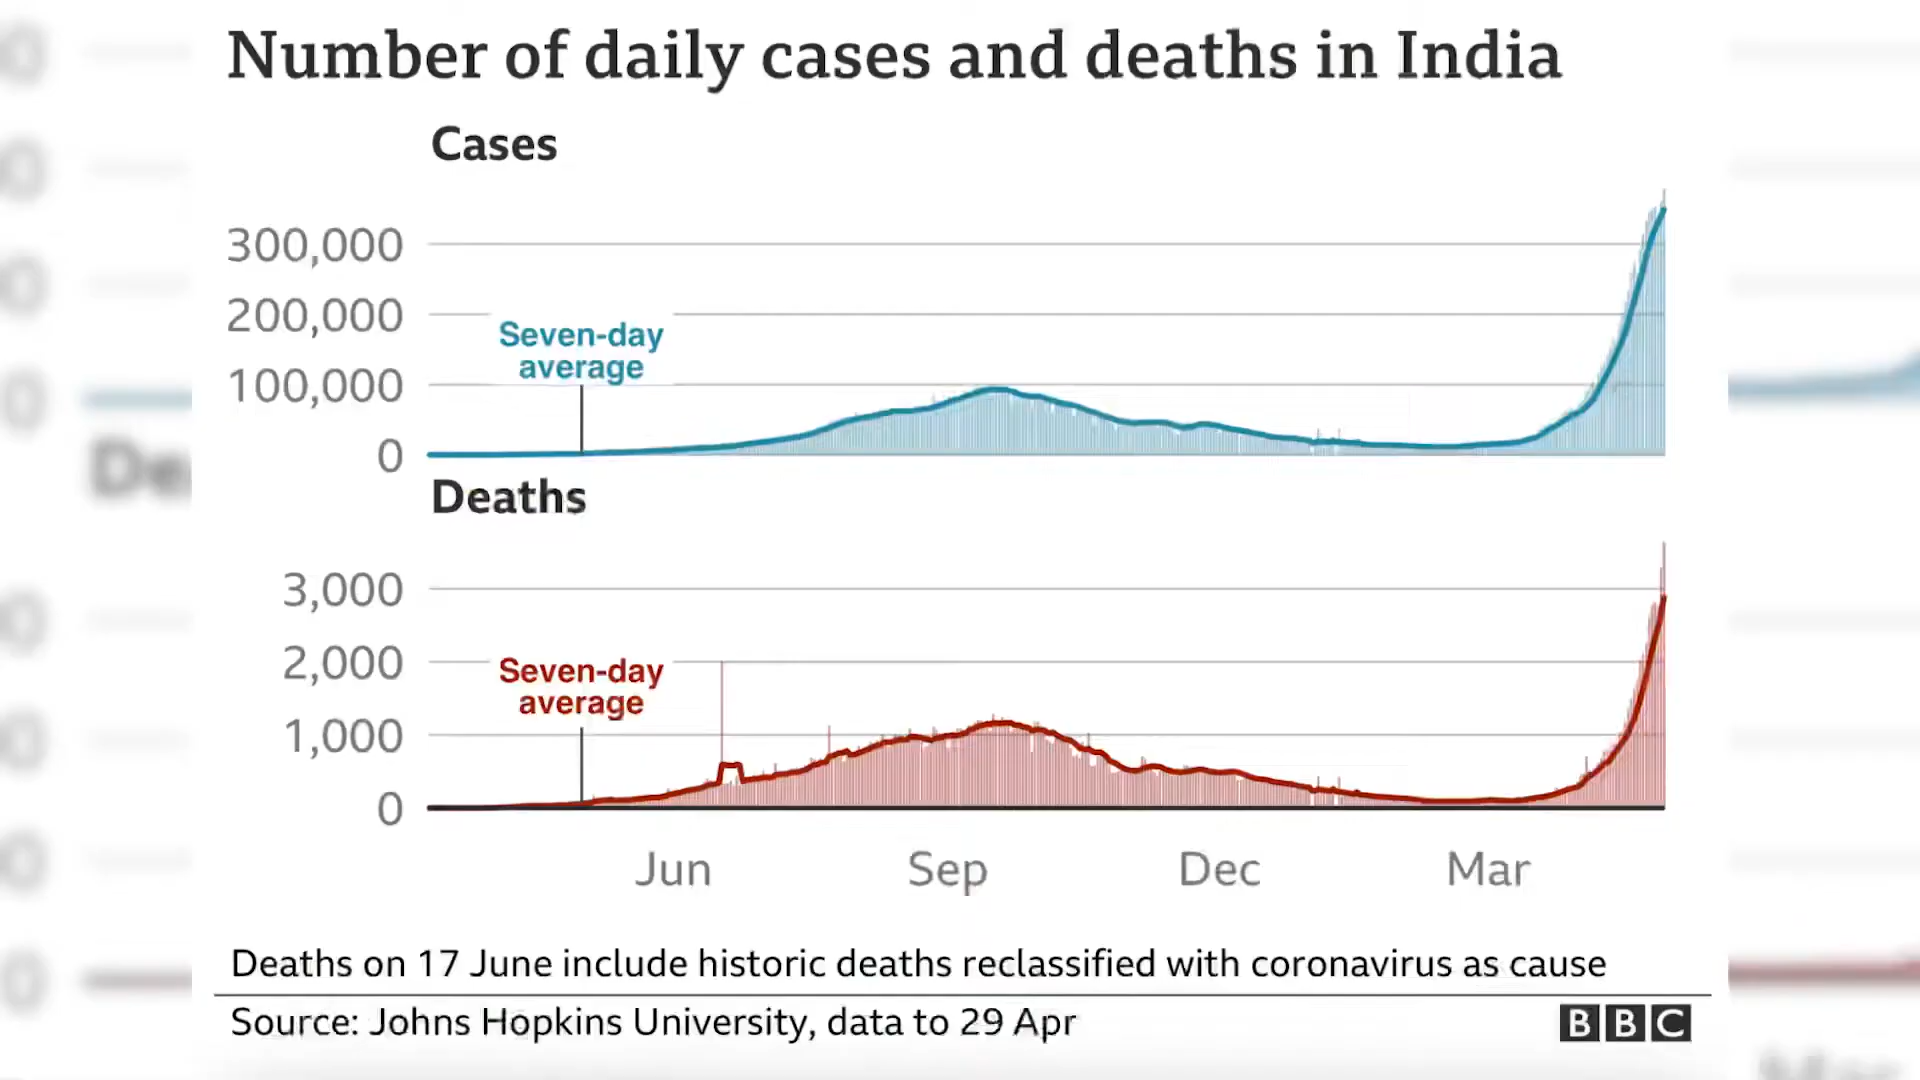 Number of daily cases and deaths in India
Cases
300,000
200,000
100,000
0
Seven-day
average
Deaths
3,000
2,000
1,000
0
Seven-day
average
Jun Sep Dec Mar
Deaths on 17 June include historic deaths reclassified with coronavirus as cause
Source: Johns Hopkins University, data to 29 Apr
BBC